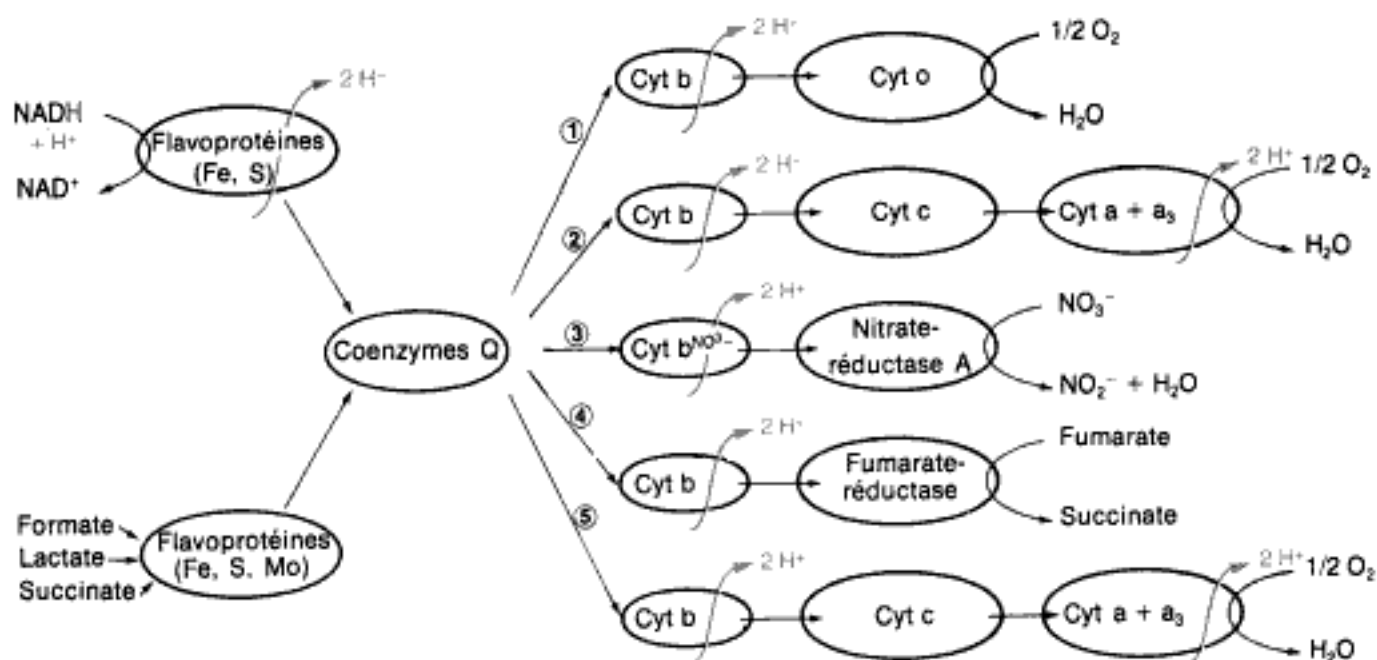 NADH
+ H⁺
NAD⁺
Flavoprotéines
(Fe, S)
2 H⁻
Coenzymes Q
Formate
Lactate
Succinate
Flavoprotéines
(Fe, S, Mo)
①
Cyt b
2 H⁺
Cyt o
1/2 O₂
H₂O
②
Cyt b
2 H⁻
Cyt c
Cyt a + a₃
2 H⁺
1/2 O₂
H₂O
③
Cyt b^NO³⁻
2 H⁺
Nitrate-
réductase A
NO₃⁻
NO₂⁻ + H₂O
④
Cyt b
2 H⁺
Fumarate-
réductase
Fumarate
Succinate
⑤
Cyt b
2 H⁺
Cyt c
Cyt a + a₃
2 H⁺
1/2 O₂
H₂O